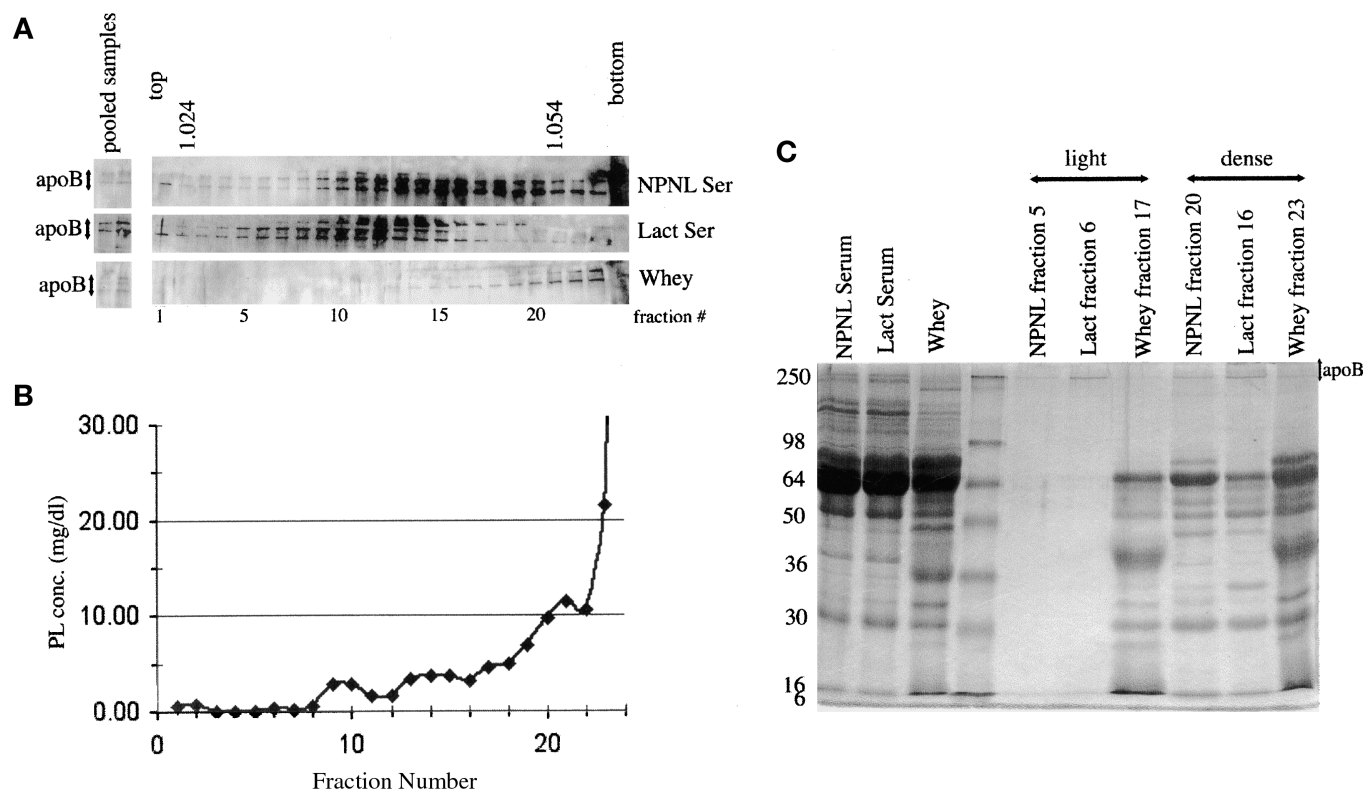 A
pooled samples
top
1.024
1.054
bottom
apoB
NPNL Ser
apoB
Lact Ser
apoB
Whey
1 5 10 15 20 fraction #
B
PL conc. (mg/dl)
30.00
20.00
10.00
0.00
0 10 20
Fraction Number
C
light dense
NPNL Serum
Lact Serum
Whey
NPNL fraction 5
Lact fraction 6
Whey fraction 17
NPNL fraction 20
Lact fraction 16
Whey fraction 23
apoB
250
98
64
50
36
30
16
6